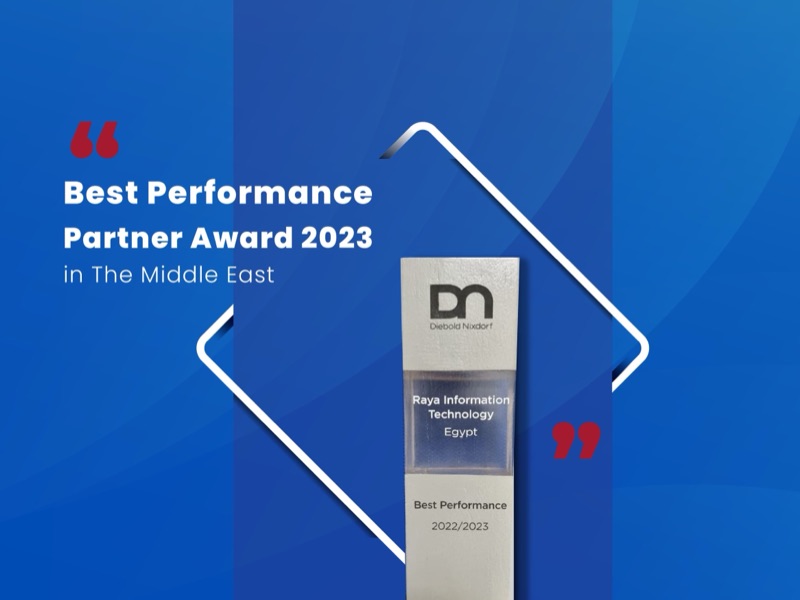 “
Best Performance
Partner Award 2023
in The Middle East
DN
Diebold Nixdorf
Raya Information
Technology
Egypt
”
Best Performance
2022/2023